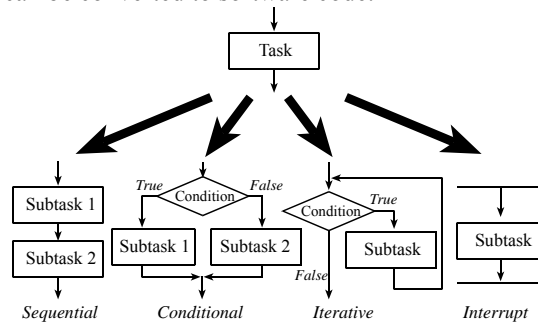 can be converted to software code.
Task
True
False
Condition
Subtask 1
Subtask 2
Sequential
Subtask 1
Subtask 2
Conditional
Condition
True
False
Subtask
Iterative
Subtask
Interrupt